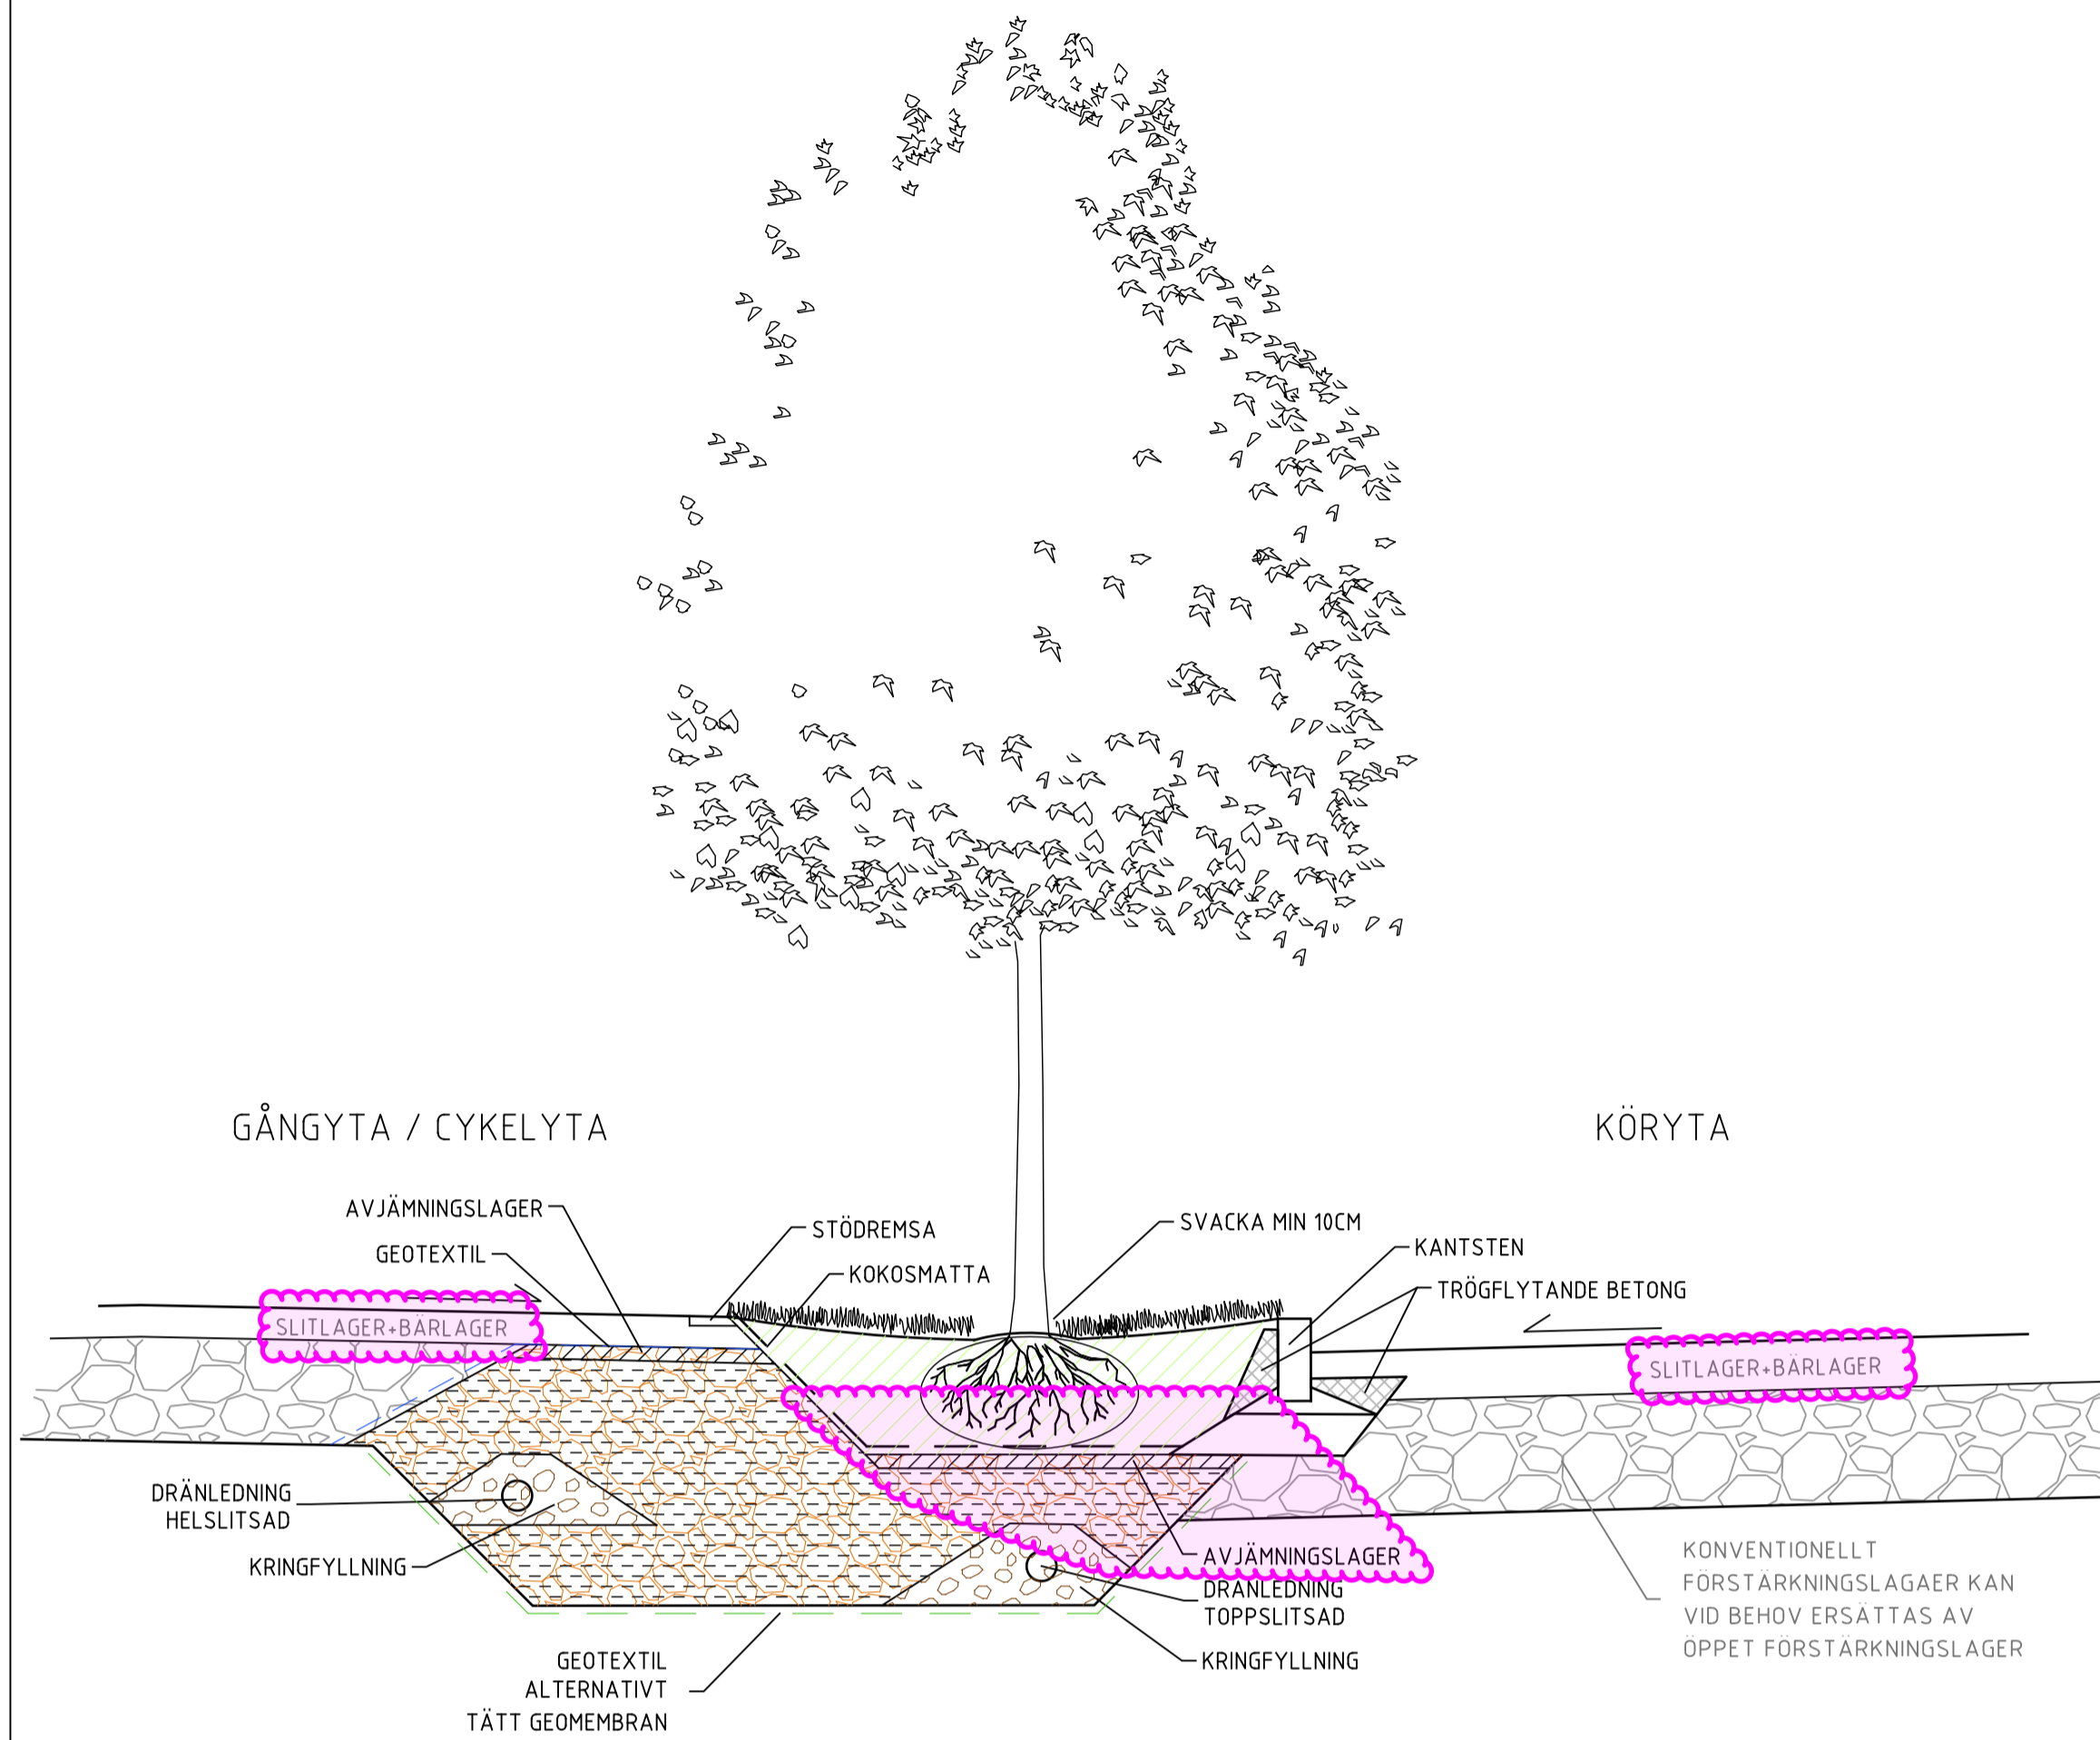 GÅNGYTA / CYKELYTA
KÖRYTA
AVJÄMNINGSLAGER
GEOTEXTIL
STÖDREMSA
KOKOSMATTA
SVACKA MIN 10CM
KANTSTEN
TRÖGFLYTANDE BETONG
SLITLAGER+BÄRLAGER
SLITLAGER+BÄRLAGER
DRÄNLEDNING
HELSLITSAD
KRINGFYLLNING
AVJÄMNINGSLAGER
DRÄNLEDNING
TOPPSLITSAD
KRINGFYLLNING
GEOTEXTIL
ALTERNATIVT
TÄTT GEOMEMBRAN
KONVENTIONELLT
FÖRSTÄRKNINGSLAGAER KAN
VID BEHOV ERSÄTTAS AV
ÖPPET FÖRSTÄRKNINGSLAGER